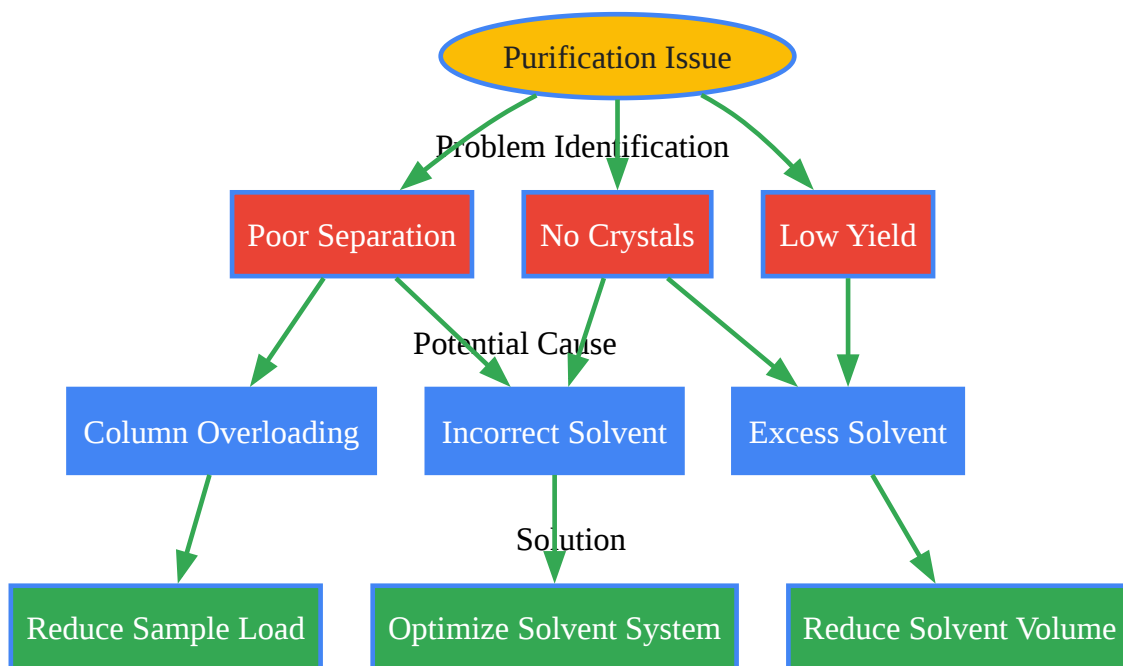 Purification Issue
Problem Identification
Poor Separation
No Crystals
Low Yield
Potential Cause
Column Overloading
Incorrect Solvent
Excess Solvent
Solution
Reduce Sample Load
Optimize Solvent System
Reduce Solvent Volume